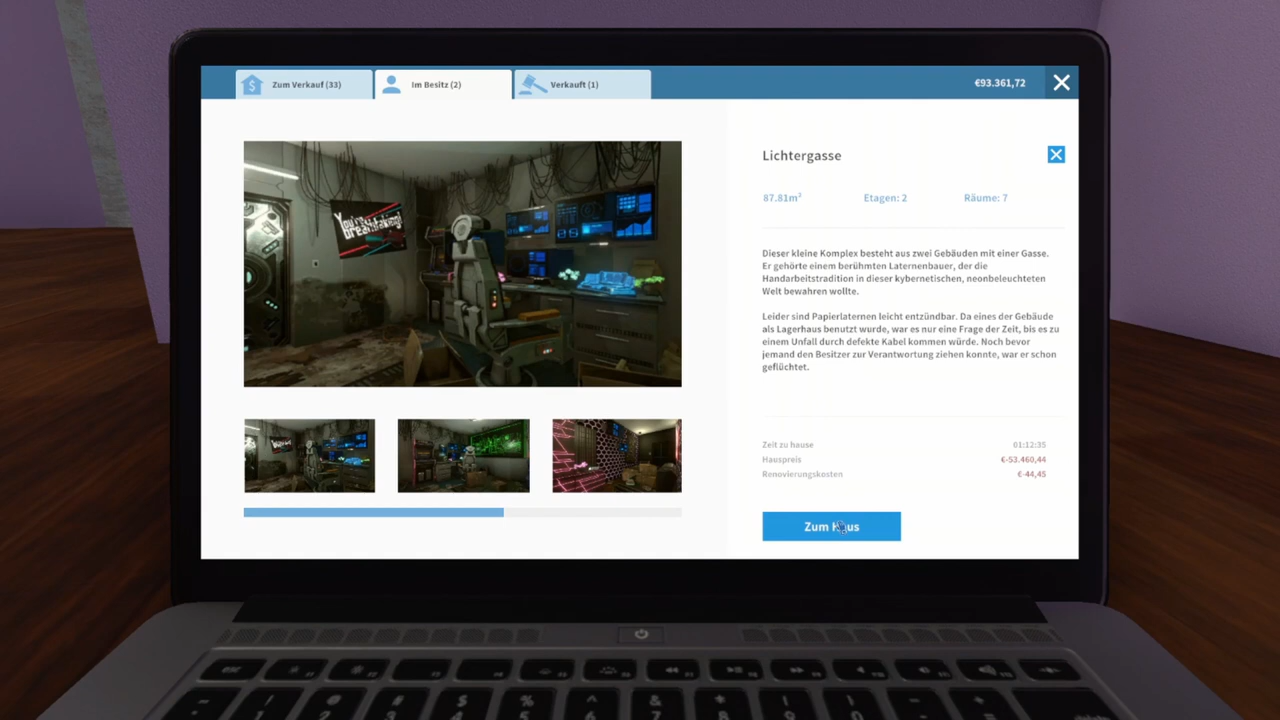 Zum Verkauf (33)
Im Besitz (2)
Verkauft (1)
€93.361,72
You're
breathtaking!
Lichtergasse
87.81m²
Etagen: 2
Räume: 7
Dieser kleine Komplex besteht aus zwei Gebäuden mit einer Gasse.
Er gehörte einem berühmten Laternenbauer, der die
Handarbeitstradition in dieser kybernetischen, neonbeleuchteten
Welt bewahren wollte.
Leider sind Papierlaternen leicht entzündbar. Da eines der Gebäude
als Lagerhaus benutzt wurde, war es nur eine Frage der Zeit, bis es zu
einem Unfall durch defekte Kabel kommen würde. Noch bevor
jemand den Besitzer zur Verantwortung ziehen konnte, war er schon
geflüchtet.
Zeit zu hause 01:12:35
Hauspreis €-53.460,44
Renovierungskosten €-44,45
Zum Haus